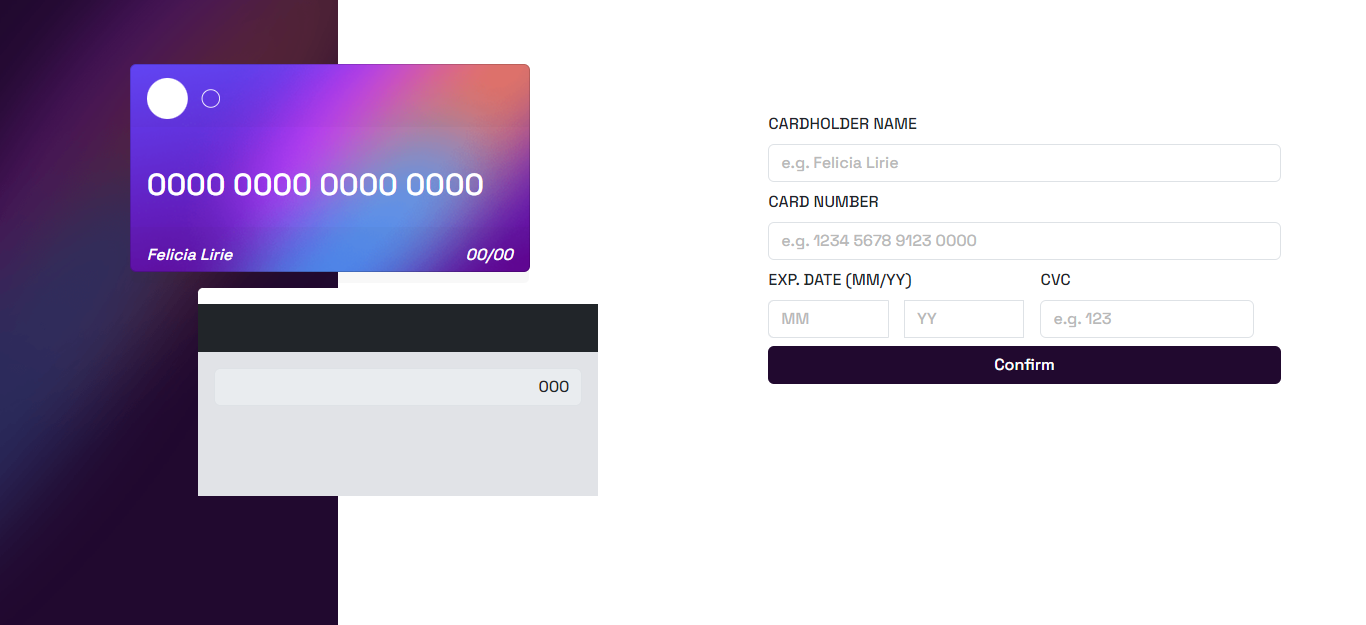 0000 0000 0000 0000
Felicia Lirie 00/00
000
CARDHOLDER NAME
e.g. Felicia Lirie
CARD NUMBER
e.g. 1234 5678 9123 0000
EXP. DATE (MM/YY) CVC
MM YY e.g. 123
Confirm